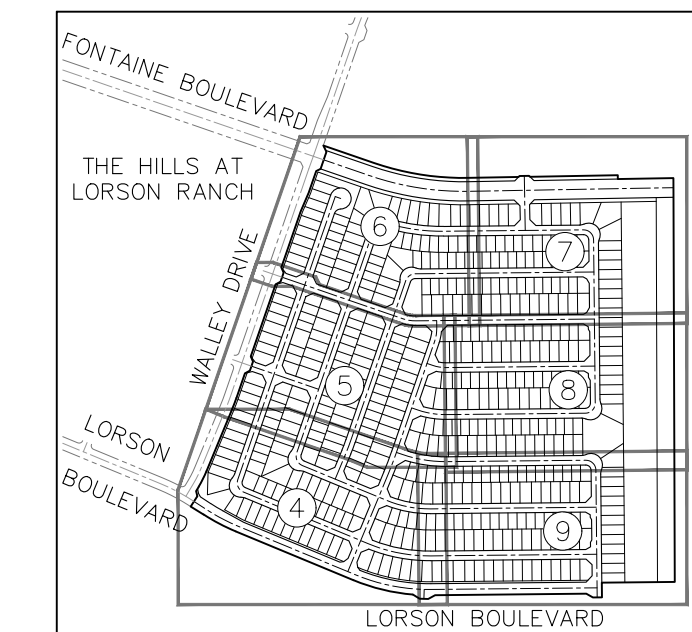 FONTAINE BOULEVARD
THE HILLS AT
LORSON RANCH
6
7
WALLEY DRIVE
5
8
LORSON
BOULEVARD
4
9
LORSON BOULEVARD